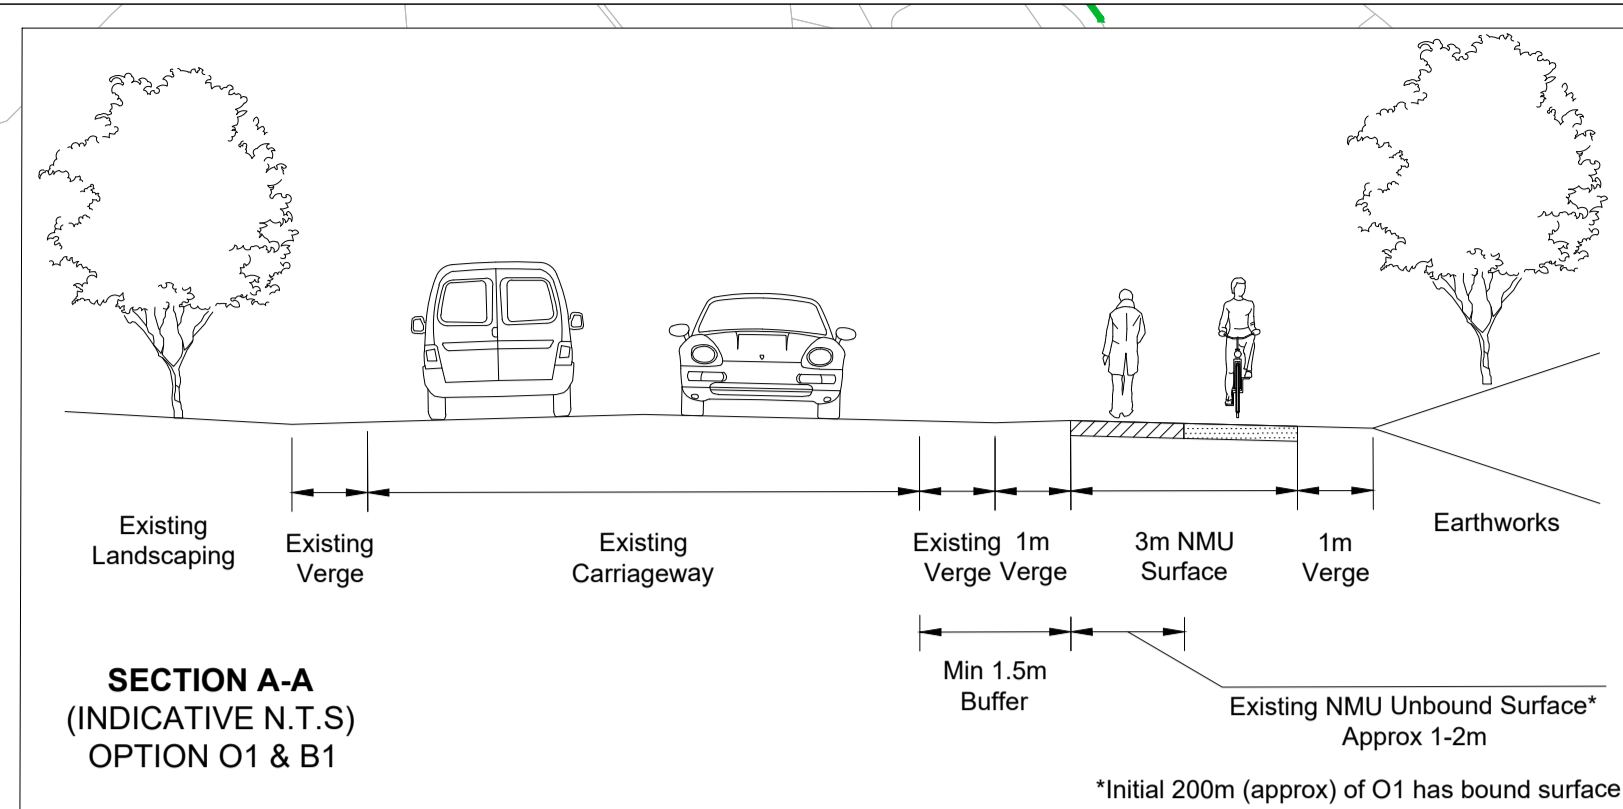 Existing
Landscaping
Existing
Verge
Existing
Carriageway
Existing
Verge
1m
Verge
3m NMU
Surface
1m
Verge
Earthworks
Min 1.5m
Buffer
Existing NMU Unbound Surface*
Approx 1-2m
SECTION A-A
(INDICATIVE N.T.S)
OPTION O1 & B1
*Initial 200m (approx) of O1 has bound surface